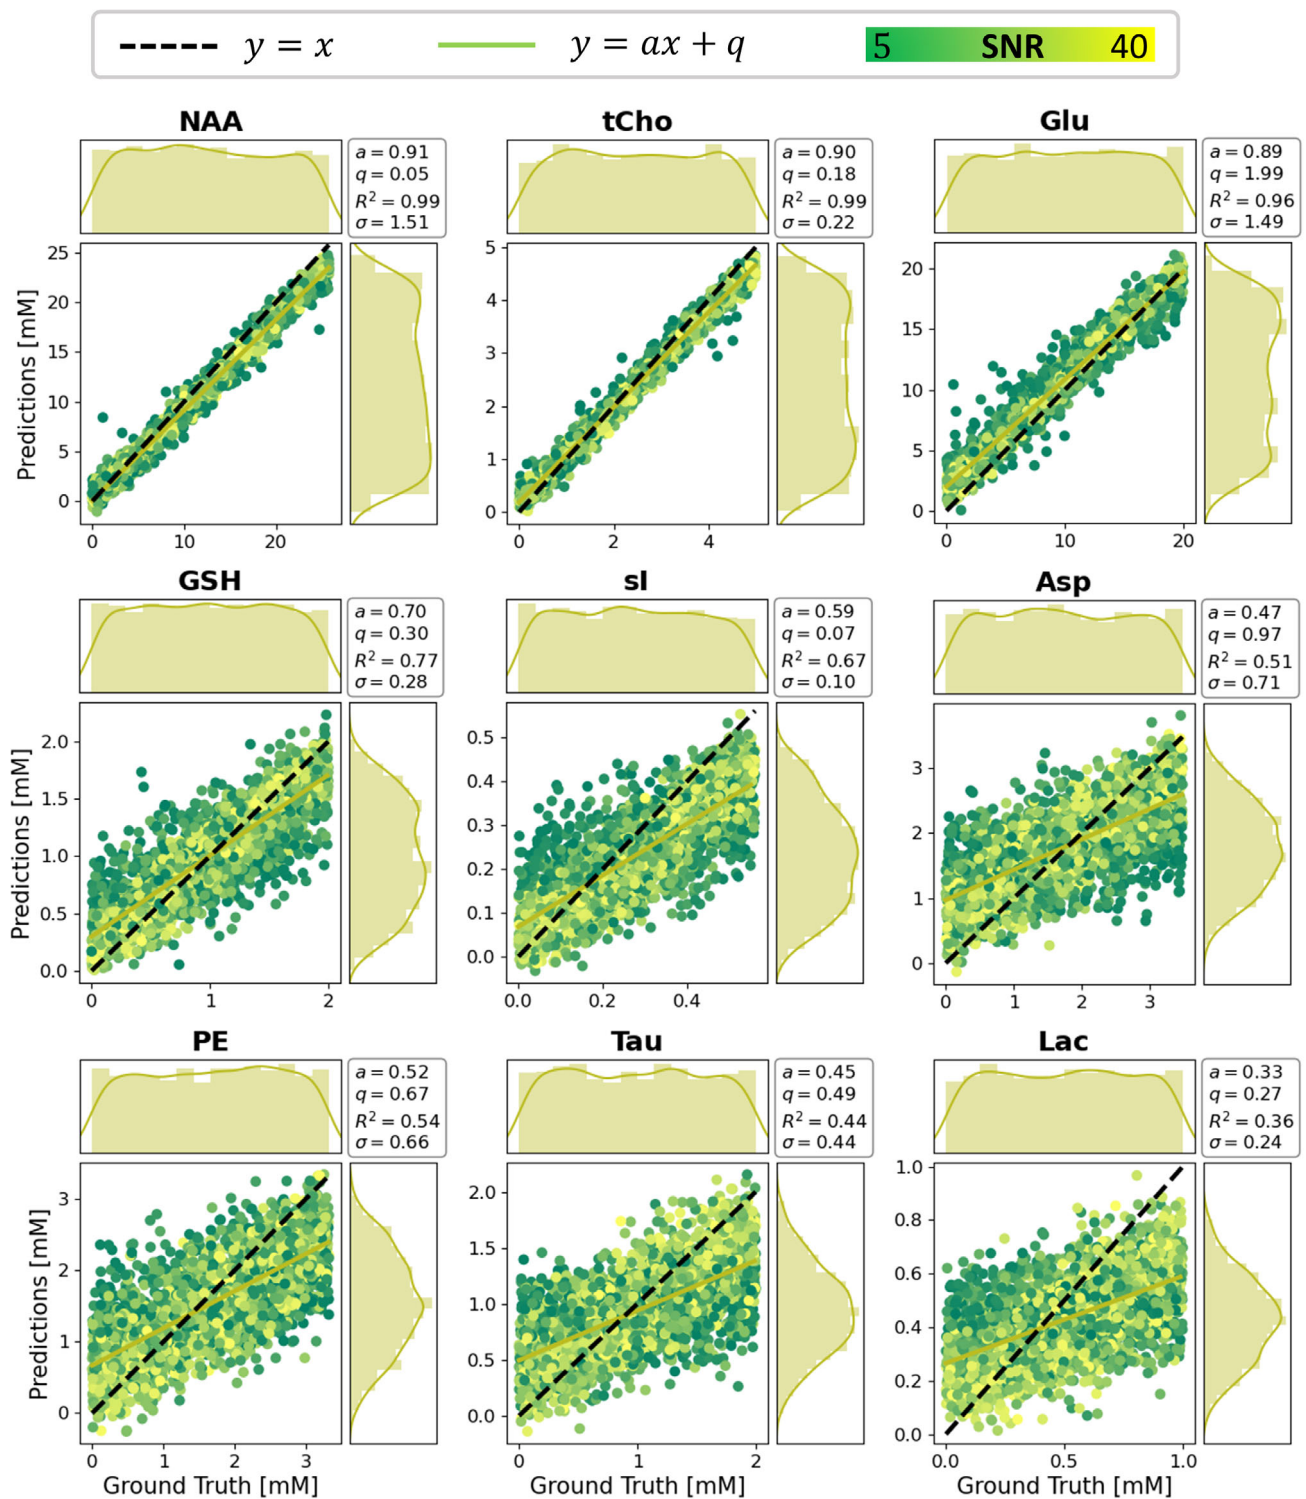 y = x y = ax + q 5 SNR 40
NAA
a = 0.91
q = 0.05
R² = 0.99
σ = 1.51
tCho
a = 0.90
q = 0.18
R² = 0.99
σ = 0.22
Glu
a = 0.89
q = 1.99
R² = 0.96
σ = 1.49
Predictions [mM]
25
20
15
10
5
0
0 10 20
5
4
3
2
1
0
0 2 4
20
15
10
5
0
0 10 20
GSH
a = 0.70
q = 0.30
R² = 0.77
σ = 0.28
sI
a = 0.59
q = 0.07
R² = 0.67
σ = 0.10
Asp
a = 0.47
q = 0.97
R² = 0.51
σ = 0.71
Predictions [mM]
2.0
1.5
1.0
0.5
0.0
0 1 2
0.5
0.4
0.3
0.2
0.1
0.0
0.0 0.2 0.4
3
2
1
0
0 1 2 3
PE
a = 0.52
q = 0.67
R² = 0.54
σ = 0.66
Tau
a = 0.45
q = 0.49
R² = 0.44
σ = 0.44
Lac
a = 0.33
q = 0.27
R² = 0.36
σ = 0.24
Predictions [mM]
3
2
1
0
0 1 2 3
Ground Truth [mM]
2.0
1.5
1.0
0.5
0.0
0 1 2
Ground Truth [mM]
1.0
0.8
0.6
0.4
0.2
0.0
0.0 0.5 1.0
Ground Truth [mM]